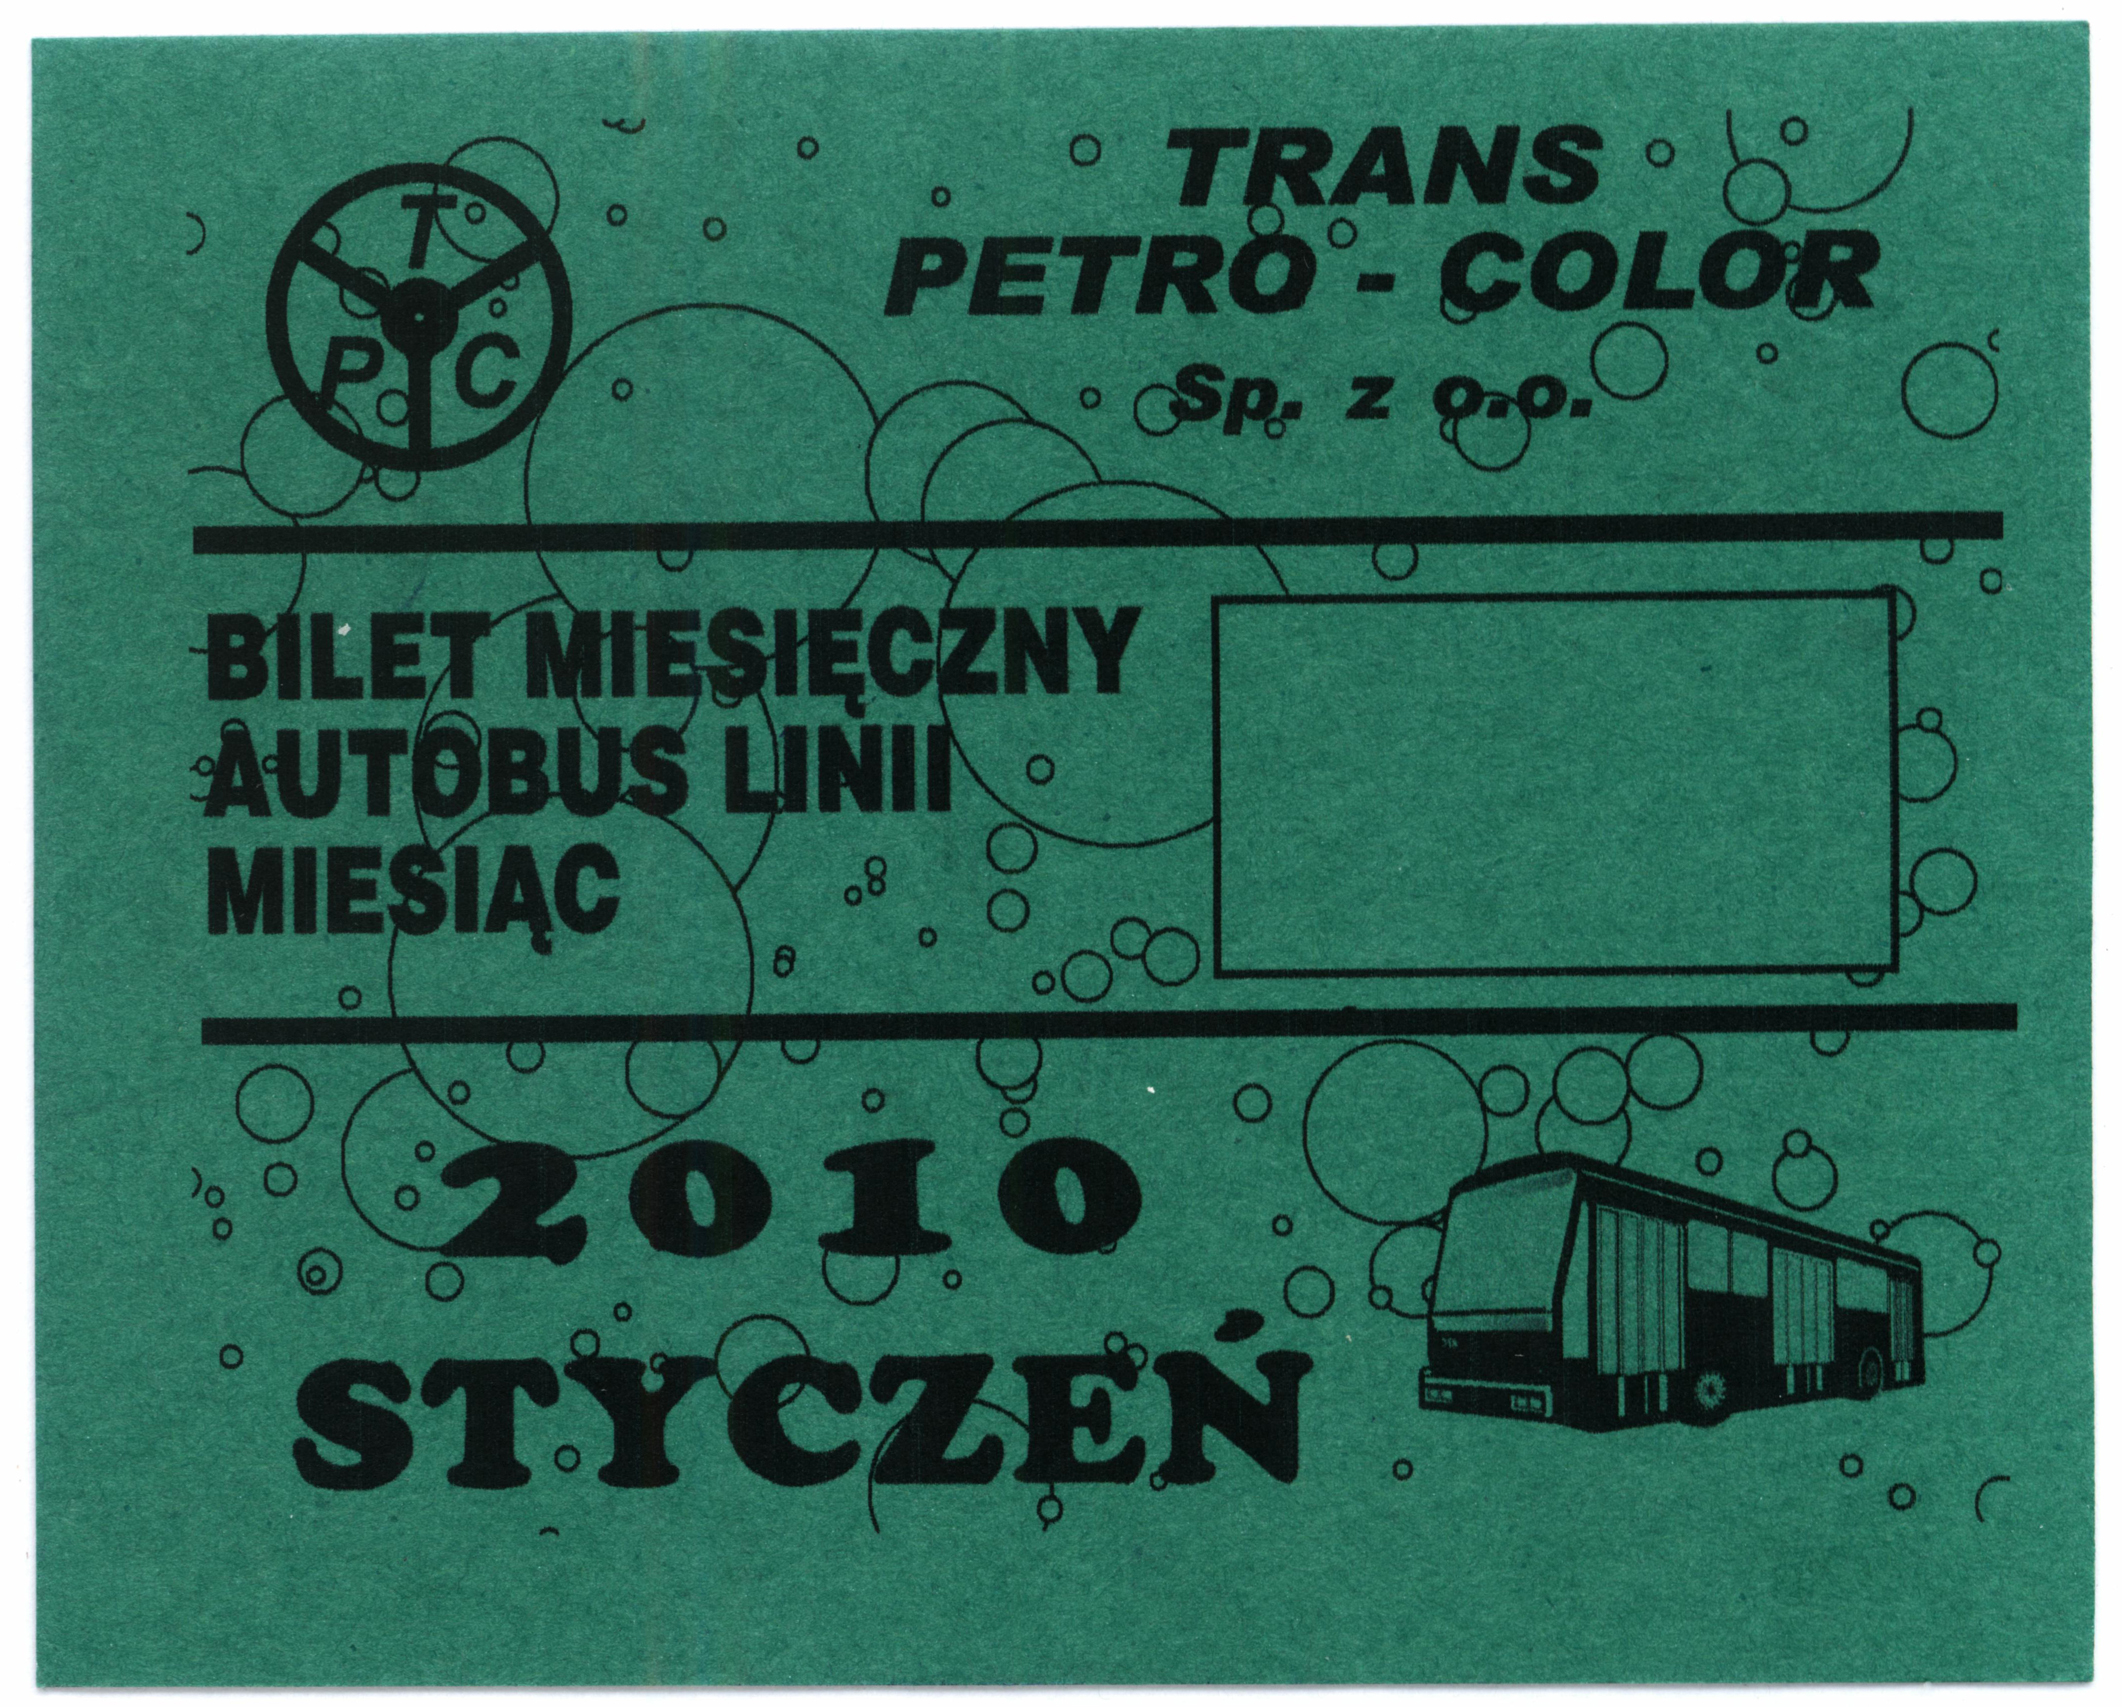 T
P C
TRANS
PETRO - COLOR
Sp. z o.o.
BILET MIESIĘCZNY
AUTOBUS LINII
MIESIĄC
2010
STYCZEŃ